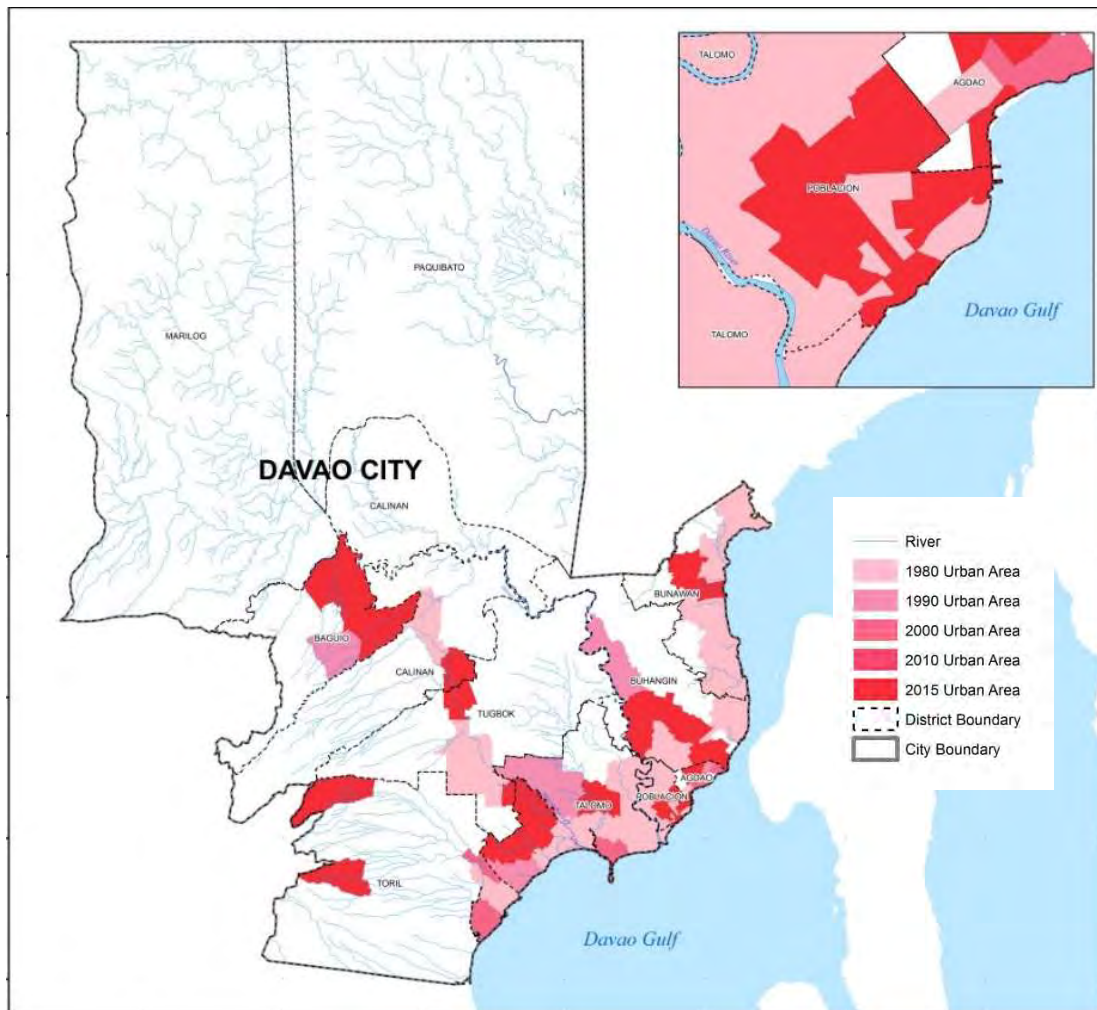 TALOMO
AGDAO
POBLACION
Davao River
TALOMO
Davao Gulf
PAQUIBATO
MARILOG
DAVAO CITY
CALINAN
BUNAWAN
BAGUIO
CALINAN
BUHANGIN
TUGBOK
AGDAO
POBLACION
TALOMO
TORIL
Davao Gulf
River
1980 Urban Area
1990 Urban Area
2000 Urban Area
2010 Urban Area
2015 Urban Area
District Boundary
City Boundary